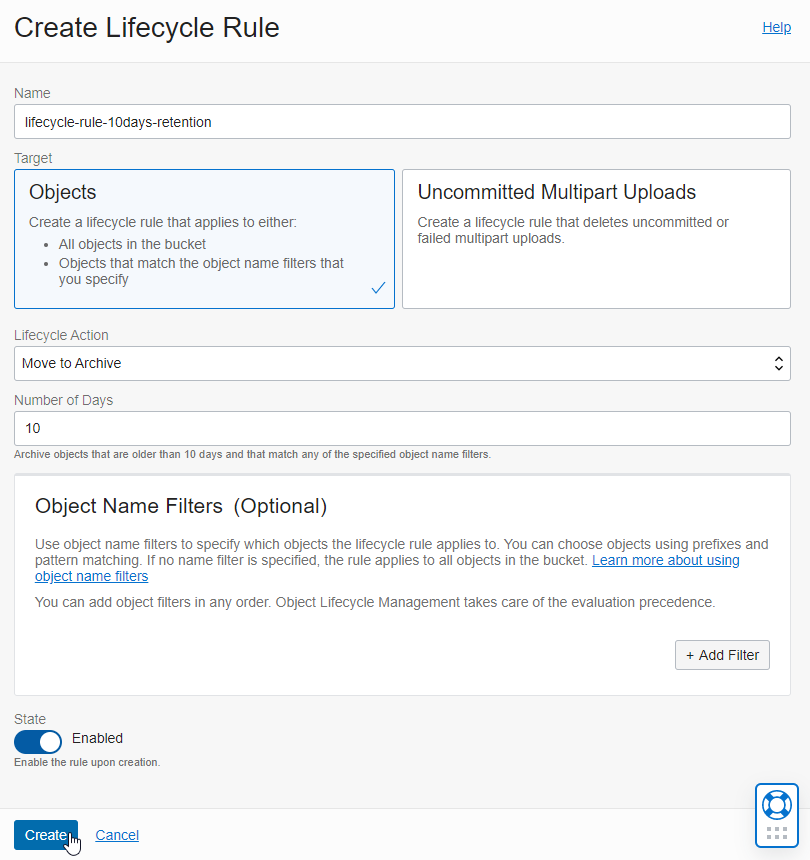 Create Lifecycle Rule
Help
Name
lifecycle-rule-10days-retention
Target
Objects
Create a lifecycle rule that applies to either:
• All objects in the bucket
• Objects that match the object name filters that
you specify
Uncommitted Multipart Uploads
Create a lifecycle rule that deletes uncommitted or
failed multipart uploads.
Lifecycle Action
Move to Archive
Number of Days
10
Archive objects that are older than 10 days and that match any of the specified object name filters.
Object Name Filters (Optional)
Use object name filters to specify which objects the lifecycle rule applies to. You can choose objects using prefixes and
pattern matching. If no name filter is specified, the rule applies to all objects in the bucket. Learn more about using
object name filters
You can add object filters in any order. Object Lifecycle Management takes care of the evaluation precedence.
+ Add Filter
State
Enabled
Enable the rule upon creation.
Create
Cancel